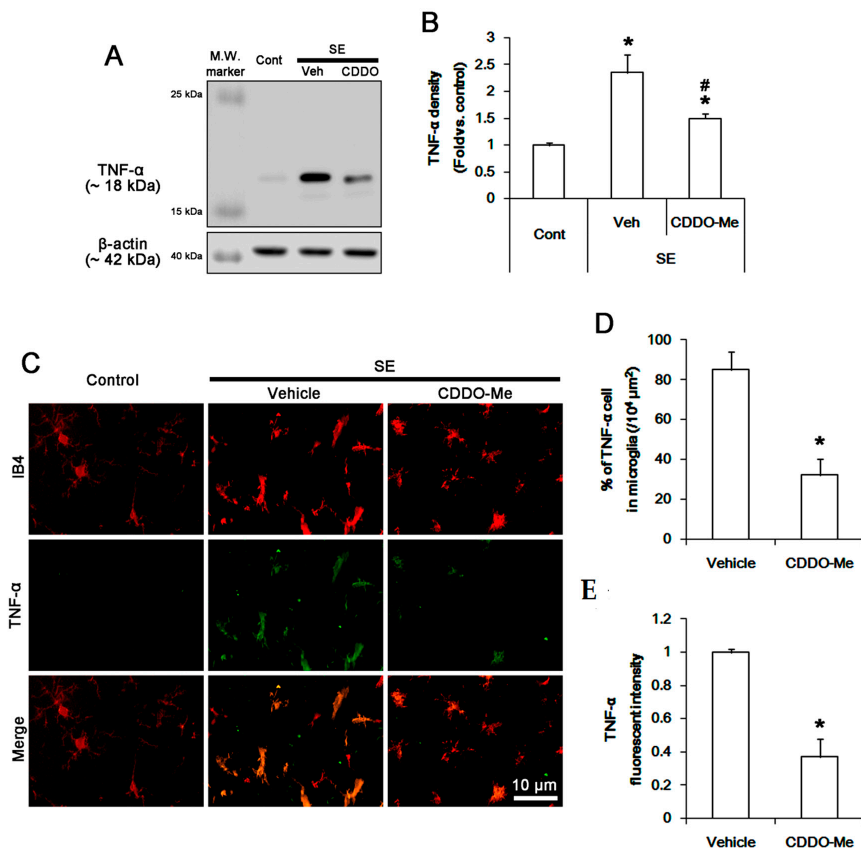 A
M.W.
marker
Cont
SE
Veh
CDDO
25 kDa
TNF-α
(~ 18 kDa)
15 kDa
β-actin
(~ 42 kDa)
40 kDa
B
TNF-α density
(Fold vs. control)
3
2.5
2
1.5
1
0.5
0
*
#
*
Cont
Veh
CDDO-Me
SE
C
Control
SE
Vehicle
CDDO-Me
IB4
TNF-α
Merge
10 µm
D
% of TNF-α cell
in microglia (/10⁴ µm²)
100
80
60
40
20
0
*
Vehicle
CDDO-Me
E
TNF-α
fluorescent intensity
1.2
1
0.8
0.6
0.4
0.2
0
*
Vehicle
CDDO-Me